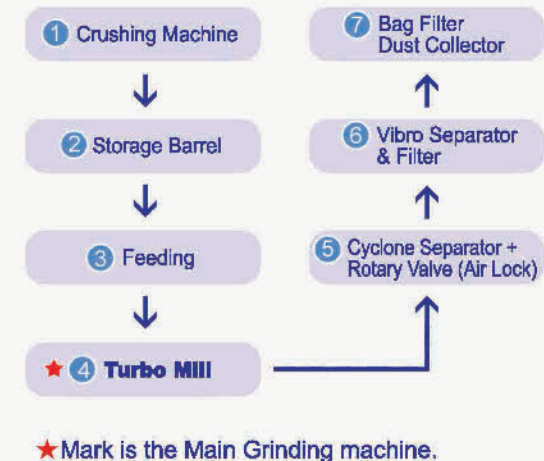 1 Crushing Machine
2 Storage Barrel
3 Feeding
★ 4 Turbo Mill
5 Cyclone Separator +
Rotary Valve (Air Lock)
6 Vibro Separator
& Filter
7 Bag Filter
Dust Collector
★Mark is the Main Grinding machine.